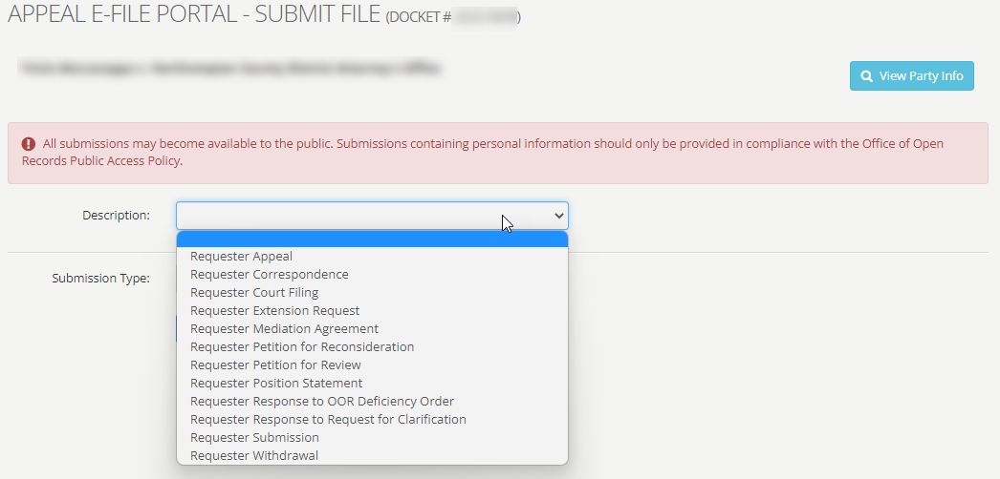 APPEAL E-FILE PORTAL - SUBMIT FILE (DOCKET # )
View Party Info
All submissions may become available to the public. Submissions containing personal information should only be provided in compliance with the Office of Open
Records Public Access Policy.
Description:
Requester Appeal
Requester Correspondence
Requester Court Filing
Requester Extension Request
Requester Mediation Agreement
Requester Petition for Reconsideration
Requester Petition for Review
Requester Position Statement
Requester Response to OOR Deficiency Order
Requester Response to Request for Clarification
Requester Submission
Requester Withdrawal
Submission Type: